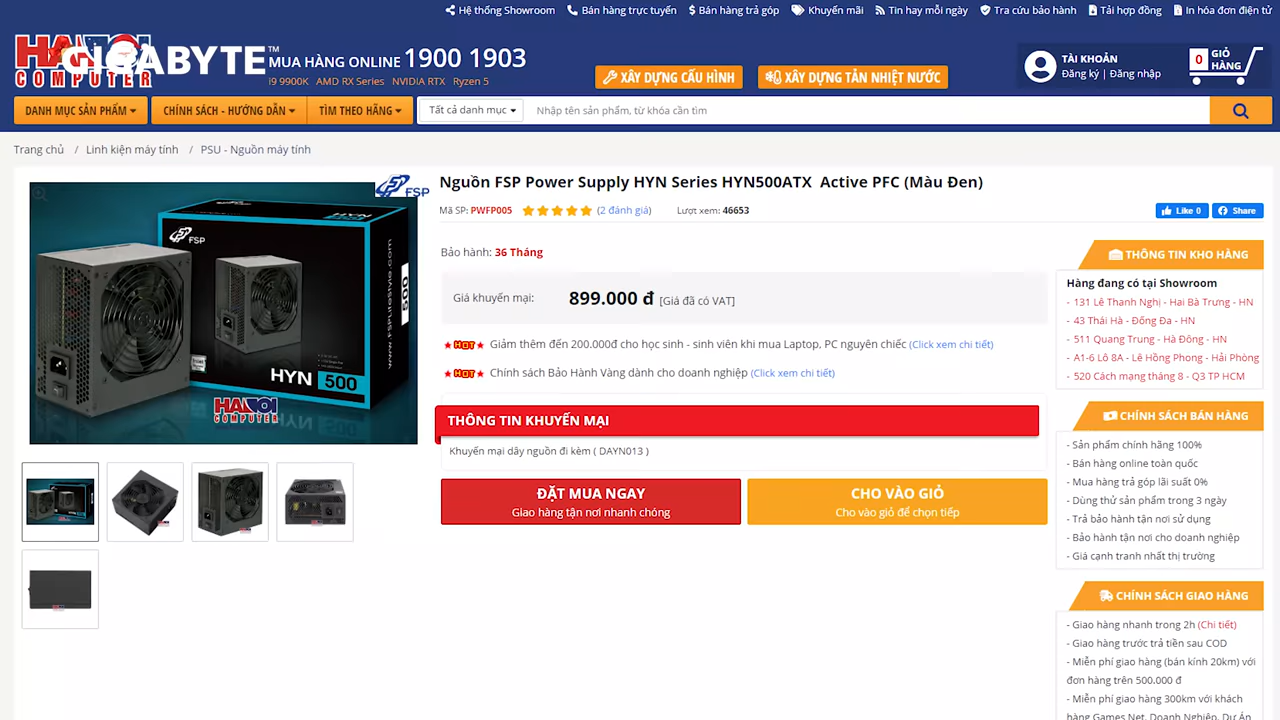 Hệ thống Showroom
Bán hàng trực tuyến
Bán hàng trả góp
Khuyến mãi
Tin hay mỗi ngày
Tra cứu bảo hành
Tải hợp đồng
In hóa đơn điện tử
GIGABYTE™
COMPUTER
MUA HÀNG ONLINE 1900 1903
i9 9900K AMD RX Series NVIDIA RTX Ryzen 5
XÂY DỰNG CẤU HÌNH
XÂY DỰNG TẢN NHIỆT NƯỚC
TÀI KHOẢN
Đăng ký | Đăng nhập
0
GIỎ
HÀNG
DANH MỤC SẢN PHẨM
CHÍNH SÁCH - HƯỚNG DẪN
TÌM THEO HÃNG
Tất cả danh mục
Nhập tên sản phẩm, từ khóa cần tìm
Trang chủ / Linh kiện máy tính / PSU - Nguồn máy tính
FSP
FSP
HYN
www.FSPLifestyle.com
500
HYN 500
HANOI
COMPUTER
Nguồn FSP Power Supply HYN Series HYN500ATX Active PFC (Màu Đen)
Mã SP: PWFP005
(2 đánh giá)
Lượt xem: 46653
Like 0
Share
Bảo hành: 36 Tháng
Giá khuyến mại: 899.000 đ [Giá đã có VAT]
HOT Giảm thêm đến 200.000đ cho học sinh - sinh viên khi mua Laptop, PC nguyên chiếc (Click xem chi tiết)
HOT Chính sách Bảo Hành Vàng dành cho doanh nghiệp (Click xem chi tiết)
THÔNG TIN KHUYẾN MẠI
Khuyến mại dây nguồn đi kèm ( DAYN013 )
ĐẶT MUA NGAY
Giao hàng tận nơi nhanh chóng
CHO VÀO GIỎ
Cho vào giỏ để chọn tiếp
THÔNG TIN KHO HÀNG
Hàng đang có tại Showroom
- 131 Lê Thanh Nghị - Hai Bà Trưng - HN
- 43 Thái Hà - Đống Đa - HN
- 511 Quang Trung - Hà Đông - HN
- A1-6 Lô 8A - Lê Hồng Phong - Hải Phòng
- 520 Cách mạng tháng 8 - Q3 TP HCM
CHÍNH SÁCH BÁN HÀNG
- Sản phẩm chính hãng 100%
- Bán hàng online toàn quốc
- Mua hàng trả góp lãi suất 0%
- Dùng thử sản phẩm trong 3 ngày
- Trả bảo hành tận nơi sử dụng
- Bảo hành tận nơi cho doanh nghiệp
- Giá cạnh tranh nhất thị trường
CHÍNH SÁCH GIAO HÀNG
- Giao hàng nhanh trong 2h (Chi tiết)
- Giao hàng trước trả tiền sau COD
- Miễn phí giao hàng (bán kính 20km) với
đơn hàng trên 500.000 đ
- Miễn phí giao hàng 300km với khách
hàng Games Net, Doanh Nghiệp, Dự Án